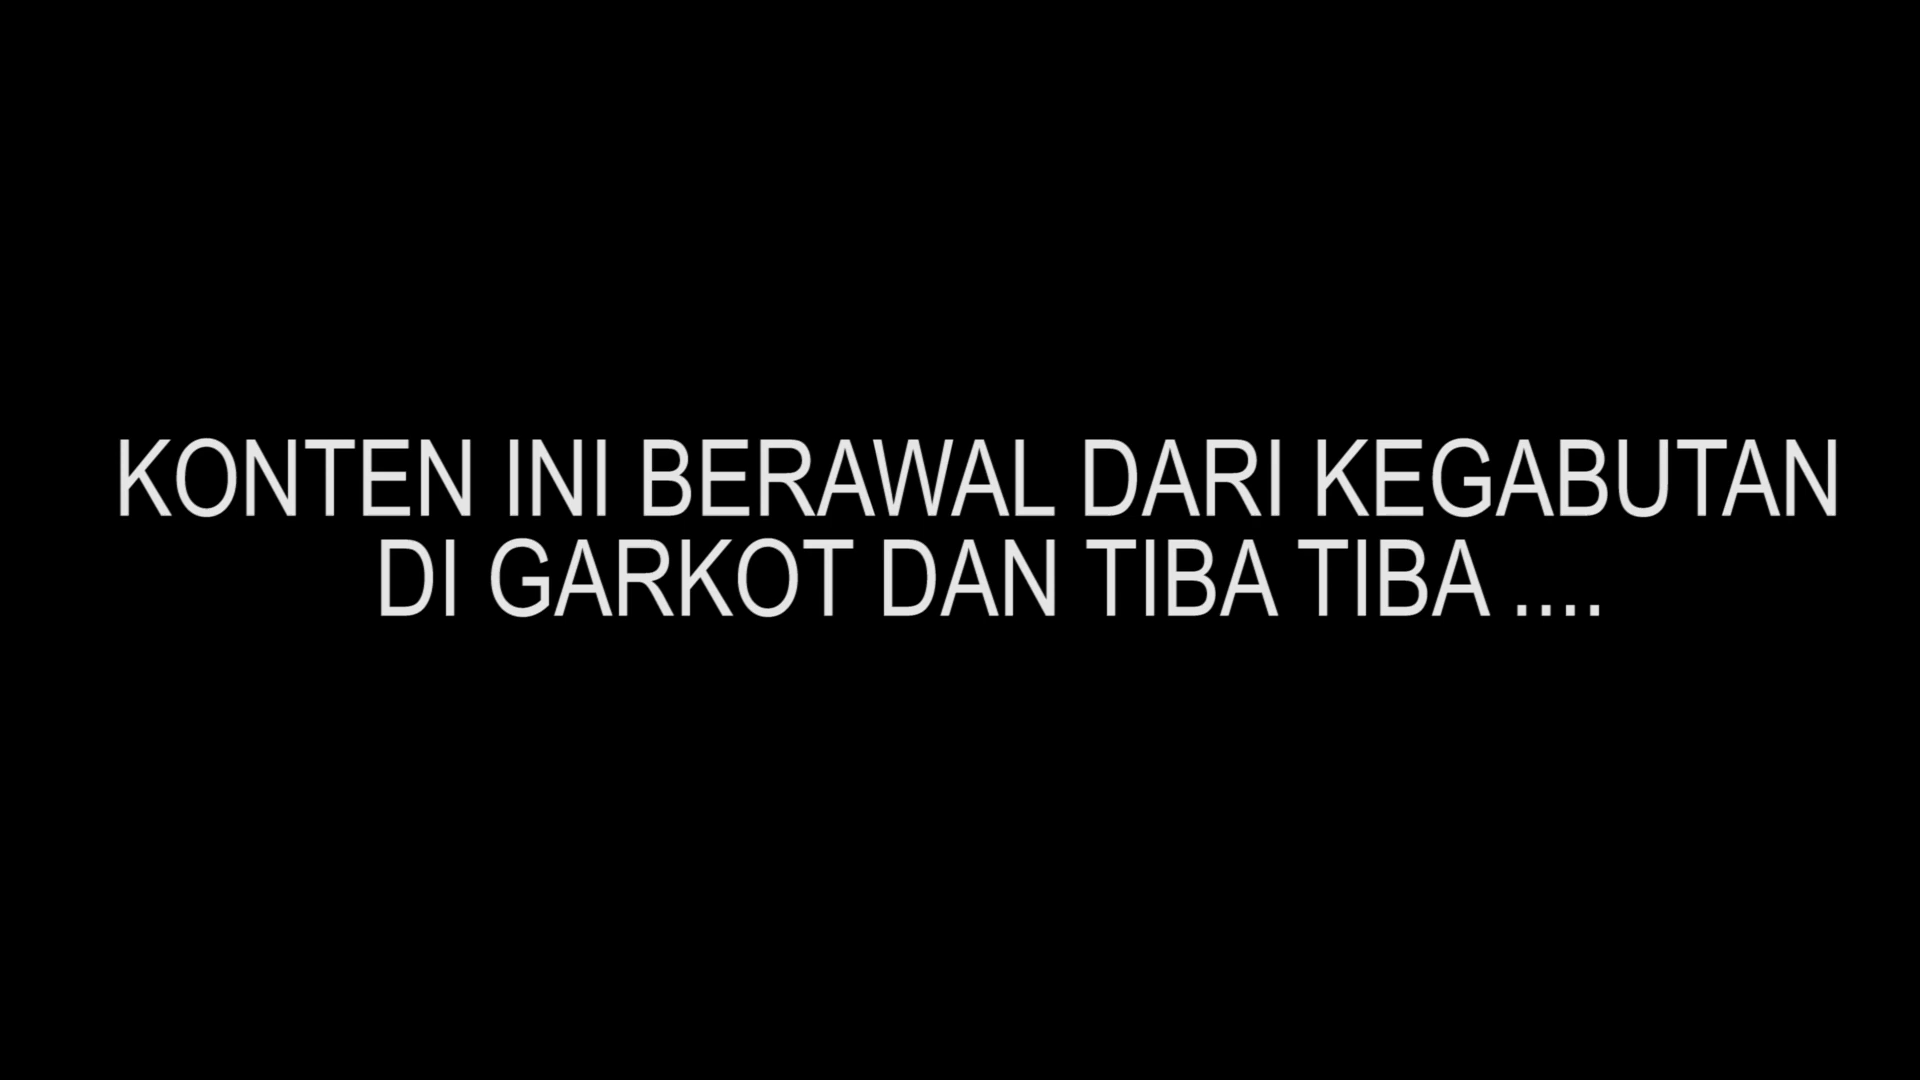 KONTEN INI BERAWAL DARI KEGABUTAN
DI GARKOT DAN TIBA TIBA ....